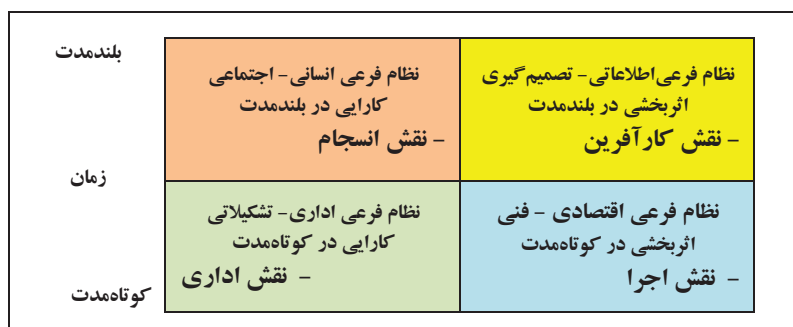 بلندمدت
نظام فرعی اطلاعاتی- تصمیم‌گیری
اثربخشی در بلندمدت
- نقش کارآفرین
نظام فرعی انسانی- اجتماعی
کارایی در بلندمدت
- نقش انسجام
زمان
نظام فرعی اقتصادی - فنی
اثربخشی در کوتاه‌مدت
- نقش اجرا
نظام فرعی اداری- تشکیلاتی
کارایی در کوتاه‌مدت
- نقش اداری
کوتاه‌مدت